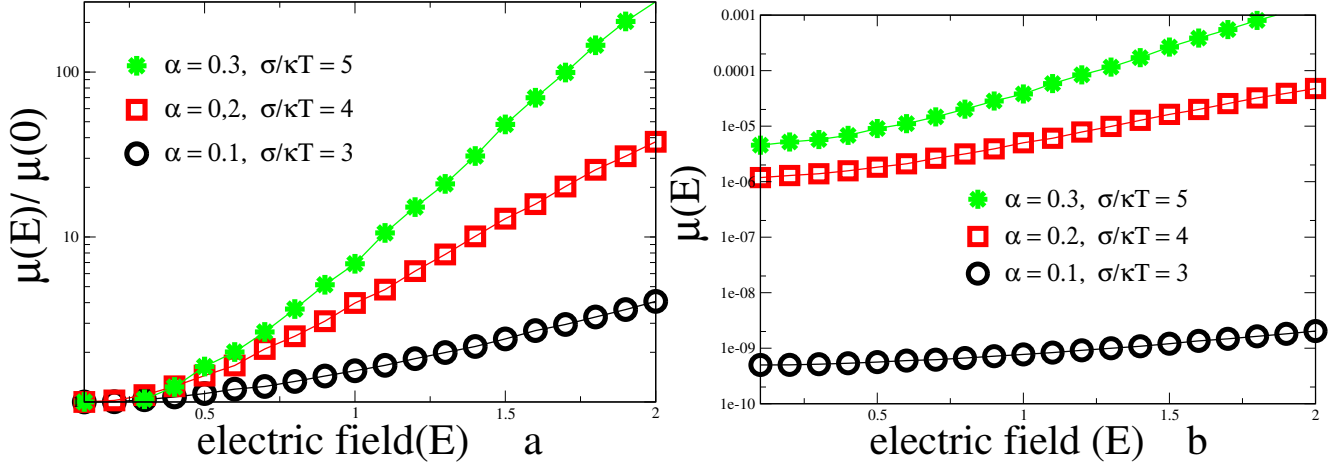 100
10
μ(E)/ μ(0)
α = 0.3, σ/κT = 5
α = 0,2, σ/κT = 4
α = 0.1, σ/κT = 3
0.5 1 1.5 2
electric field(E) a
0.001
0.0001
1e-05
1e-06
1e-07
1e-08
1e-09
1e-10
μ(E)
α = 0.3, σ/κT = 5
α = 0.2, σ/κT = 4
α = 0.1, σ/κT = 3
0.5 1 1.5 2
electric field (E) b